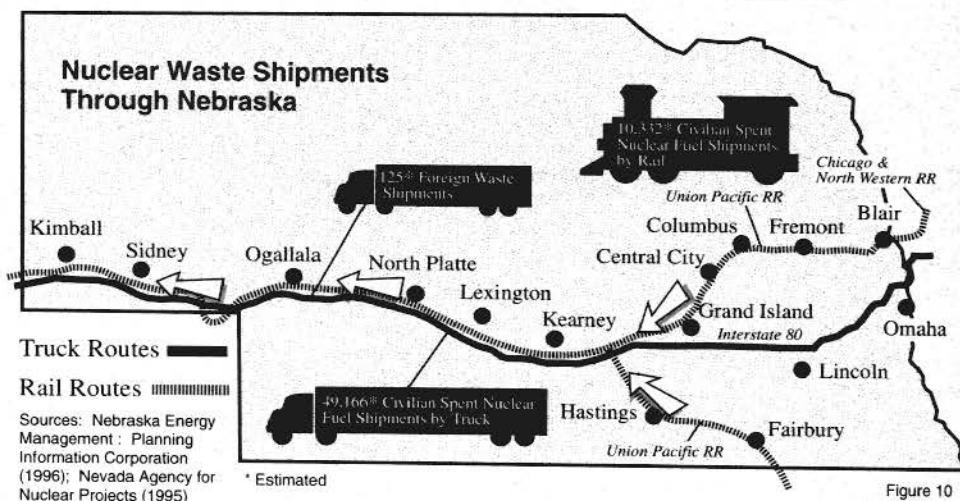 Nuclear Waste Shipments
Through Nebraska
10,332* Civilian Spent
Nuclear Fuel Shipments
by Rail
Chicago &
North Western RR
125* Foreign Waste
Shipments
Union Pacific RR
Kimball
Sidney
Ogallala
North Platte
Lexington
Kearney
Columbus
Fremont
Blair
Central City
Grand Island
Interstate 80
Omaha
Lincoln
Truck Routes
Rail Routes
49,166* Civilian Spent Nuclear
Fuel Shipments by Truck
Hastings
Fairbury
Union Pacific RR
Sources: Nebraska Energy
Management : Planning
Information Corporation
(1996); Nevada Agency for
Nuclear Projects (1995)
* Estimated
Figure 10